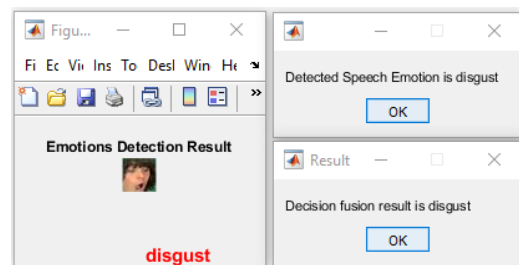 Figu...
Fi Ec Vi Ins To Desl Win He
Emotions Detection Result
disgust
Detected Speech Emotion is disgust
OK
Result
Decision fusion result is disgust
OK